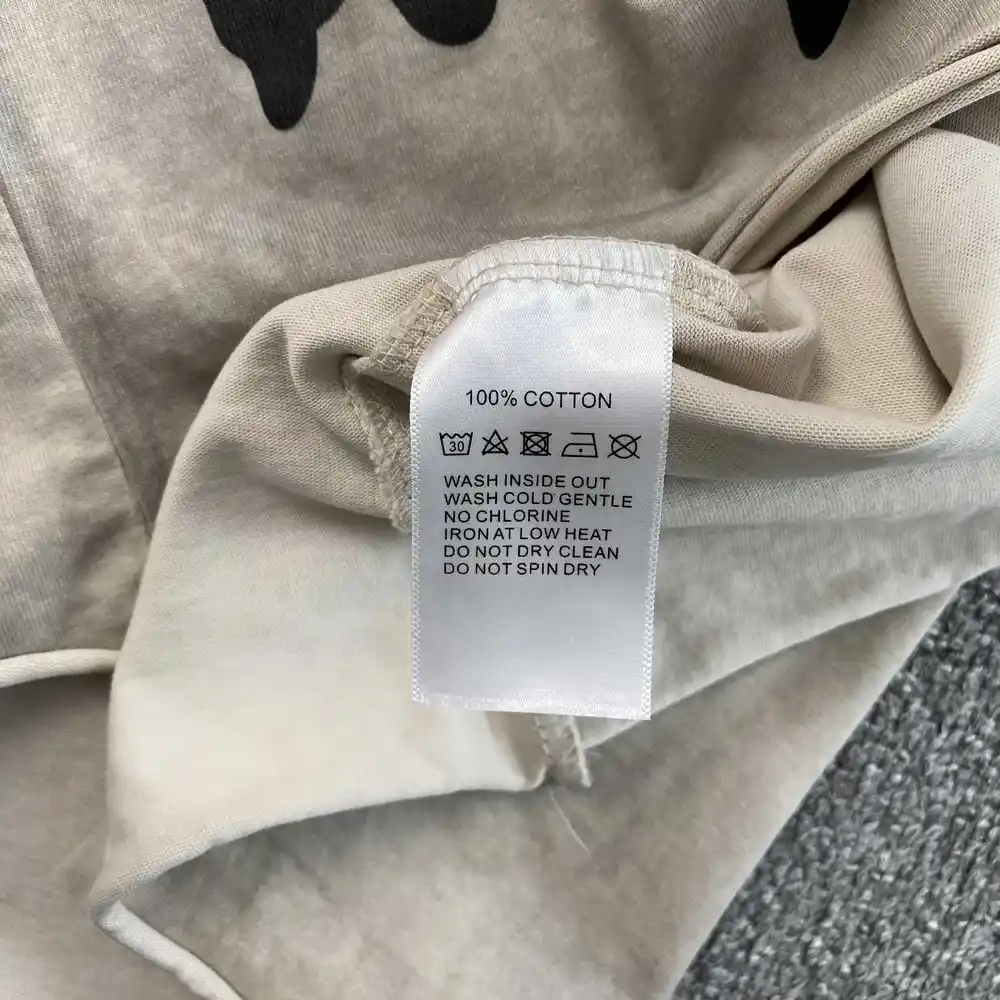 100% COTTON
30
WASH INSIDE OUT
WASH COLD GENTLE
NO CHLORINE
IRON AT LOW HEAT
DO NOT DRY CLEAN
DO NOT SPIN DRY